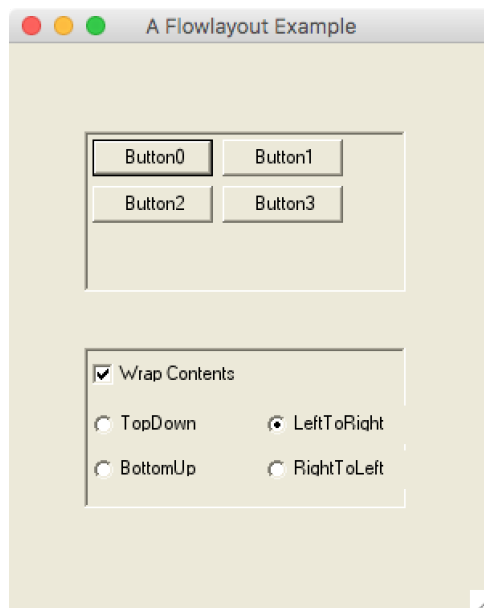 A Flowlayout Example
Button0 Button1
Button2 Button3
Wrap Contents
TopDown LeftToRight
BottomUp RightToLeft